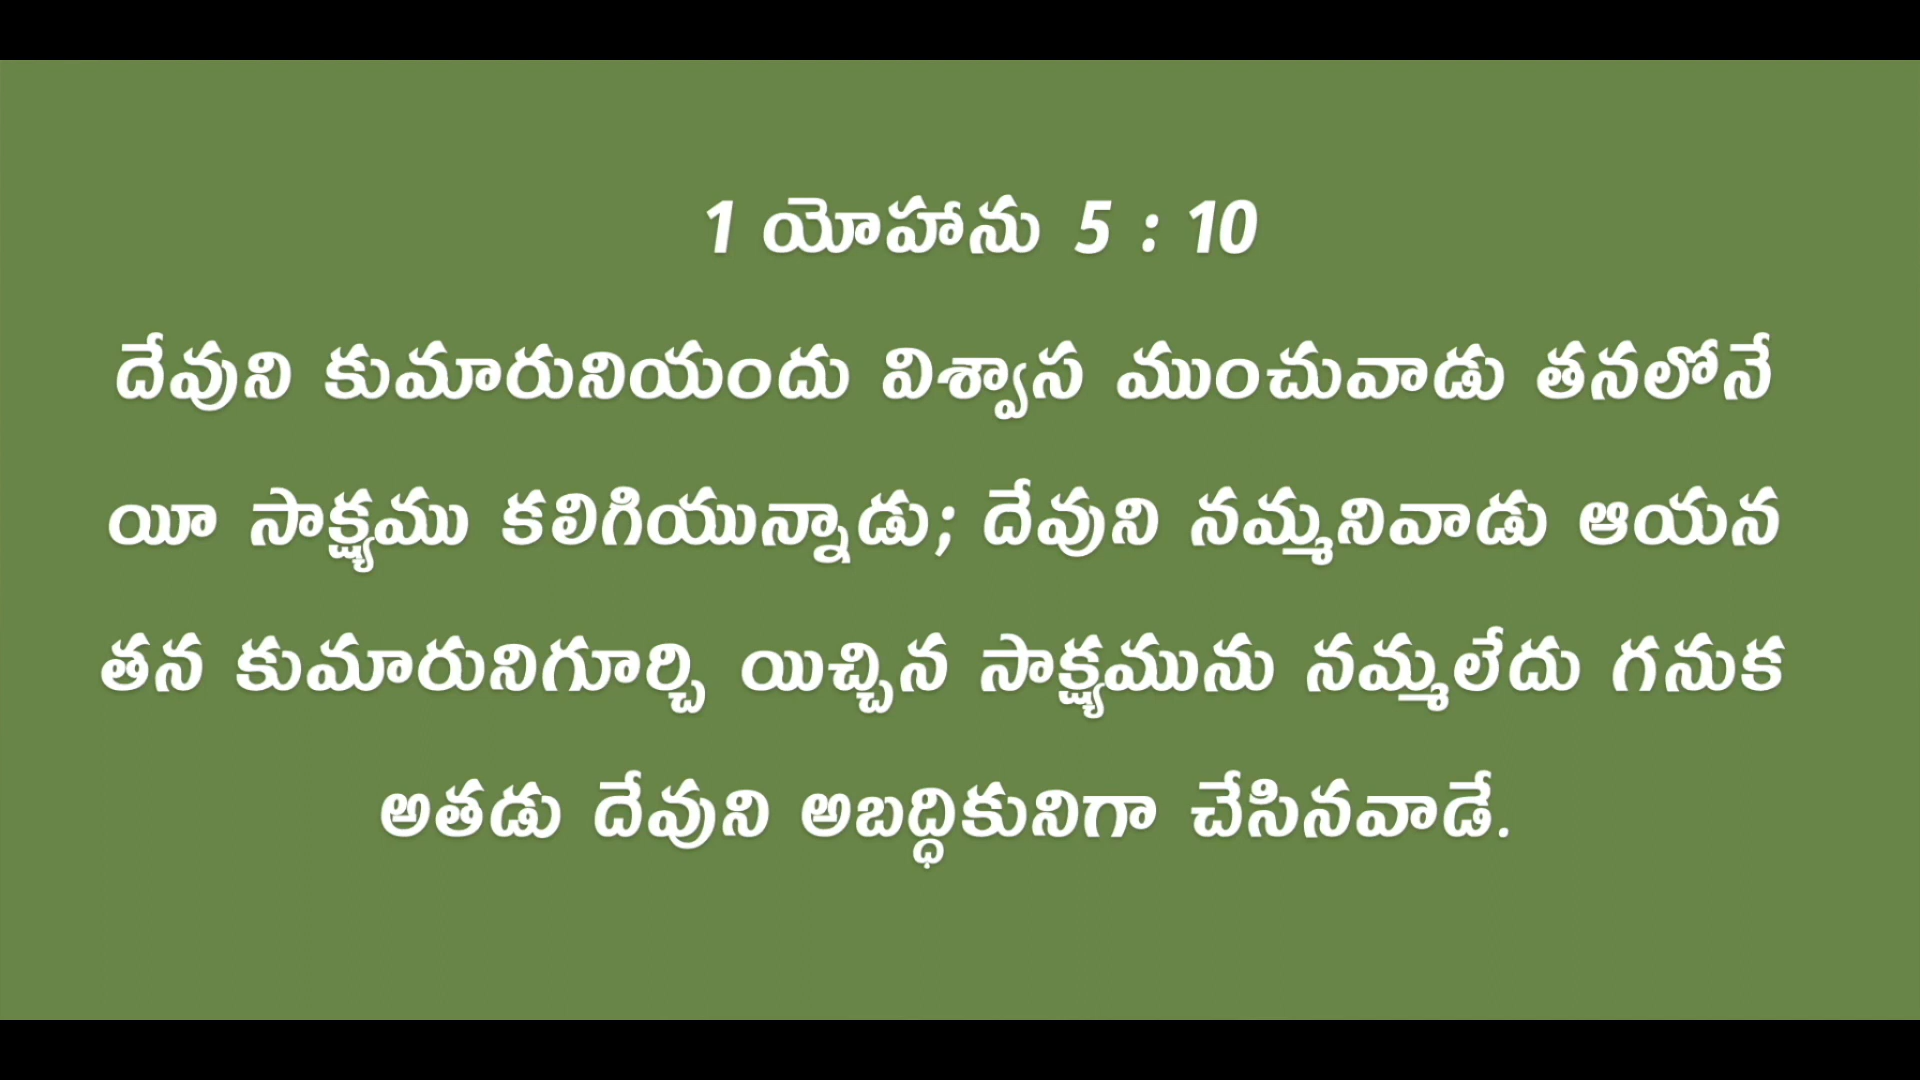 1 యోహాను 5 : 10
దేవుని కుమారునియందు విశ్వాస ముంచువాడు తనలోనే
యీ సాక్ష్యము కలిగియున్నాడు; దేవుని నమ్మనివాడు ఆయన
తన కుమారునిగూర్చి యిచ్చిన సాక్ష్యమును నమ్మలేదు గనుక
అతడు దేవుని అబద్ధికునిగా చేసినవాడే.